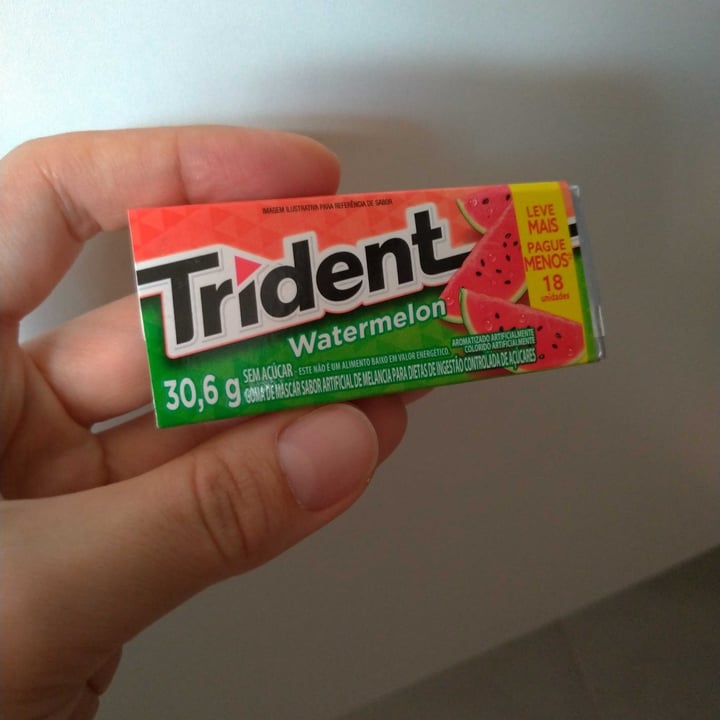 IMAGEM ILUSTRATIVA PARA REFERÊNCIA DE SABOR
Trident
Watermelon
LEVE
MAIS
PAGUE
MENOS*
18
unidades
AROMATIZADO ARTIFICIALMENTE
COLORIDO ARTIFICIALMENTE
30,6 g
SEM AÇÚCAR - ESTE NÃO É UM ALIMENTO BAIXO EM VALOR ENERGÉTICO.
GOMA DE MASCAR SABOR ARTIFICIAL DE MELANCIA PARA DIETAS DE INGESTÃO CONTROLADA DE AÇÚCARES